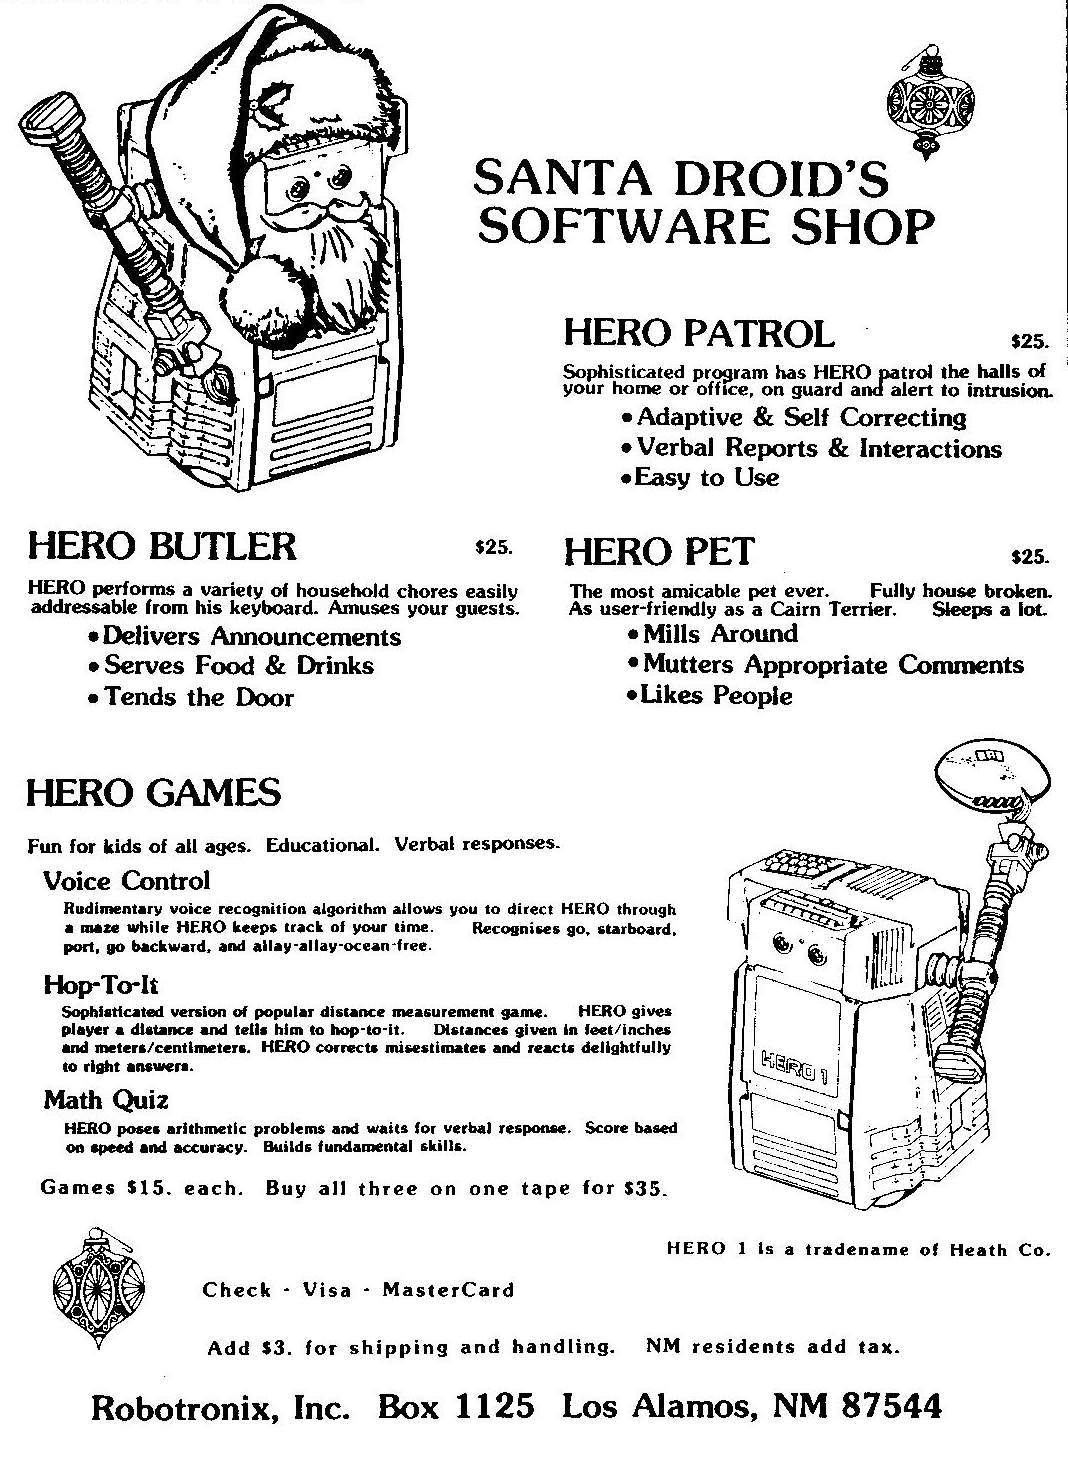 SANTA DROID'S
SOFTWARE SHOP
HERO PATROL $25.
Sophisticated program has HERO patrol the halls of
your home or office, on guard and alert to intrusion.
• Adaptive & Self Correcting
• Verbal Reports & Interactions
• Easy to Use
HERO BUTLER $25.
HERO performs a variety of household chores easily
addressable from his keyboard. Amuses your guests.
• Delivers Announcements
• Serves Food & Drinks
• Tends the Door
HERO PET $25.
The most amicable pet ever. Fully house broken.
As user-friendly as a Cairn Terrier. Sleeps a lot.
• Mills Around
• Mutters Appropriate Comments
• Likes People
HERO GAMES
Fun for kids of all ages. Educational. Verbal responses.
Voice Control
Rudimentary voice recognition algorithm allows you to direct HERO through
a maze while HERO keeps track of your time. Recognises go, starboard,
port, go backward, and allay-allay-ocean-free.
Hop-To-It
Sophisticated version of popular distance measurement game. HERO gives
player a distance and tells him to hop-to-it. Distances given in feet/inches
and meters/centimeters. HERO corrects misestimates and reacts delightfully
to right answers.
Math Quiz
HERO poses arithmetic problems and waits for verbal response. Score based
on speed and accuracy. Builds fundamental skills.
Games $15. each. Buy all three on one tape for $35.
HERO 1
HERO 1 is a tradename of Heath Co.
Check - Visa - MasterCard
Add $3. for shipping and handling. NM residents add tax.
Robotronix, Inc. Box 1125 Los Alamos, NM 87544